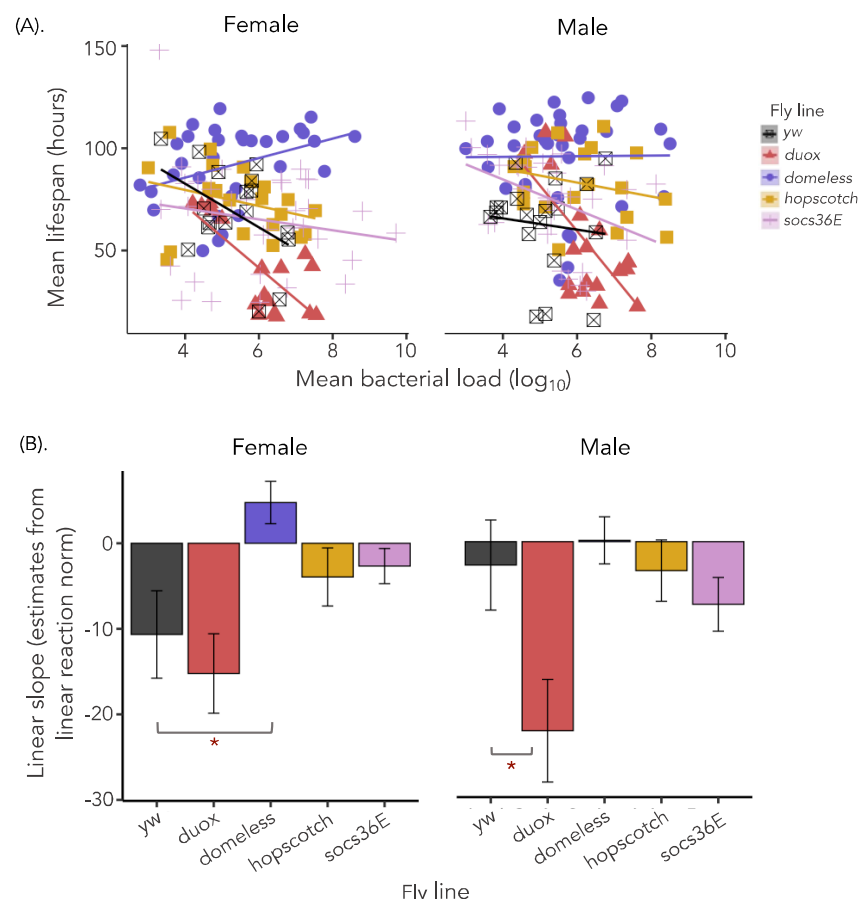 (A).
Female
Male
150
100
50
Mean lifespan (hours)
4
6
8
10
4
6
8
10
Mean bacterial load (log10)
Fly line
yw
duox
domeless
hopscotch
socs36E
(B).
Female
Male
0
-10
-20
-30
Linear slope (estimates from
linear reaction norm)
*
*
yw
duox
domeless
hopscotch
socs36E
yw
duox
domeless
hopscotch
socs36E
Fly line